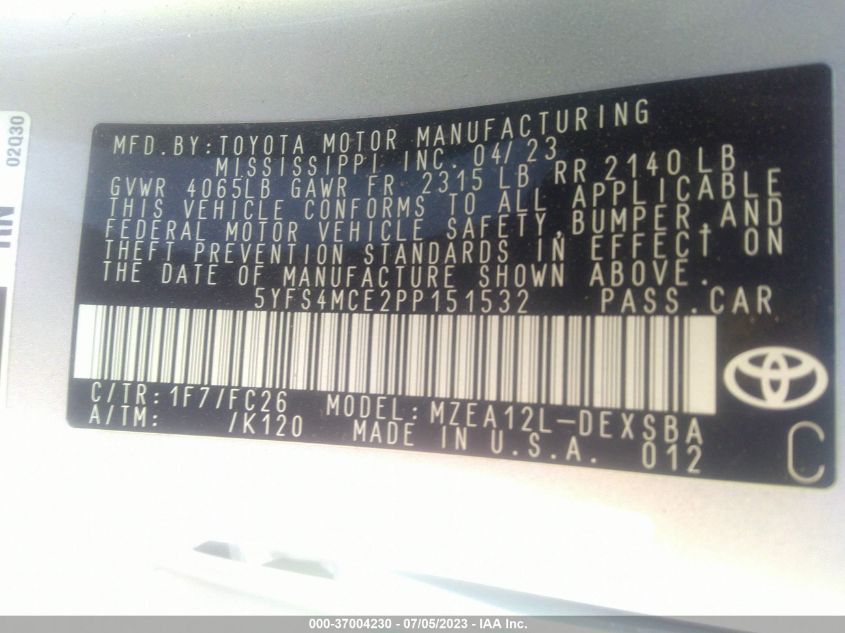 02Q30
HN
MFD.BY:TOYOTA MOTOR MANUFACTURING
MISSISSIPPI INC. 04/23
GVWR 4065LB GAWR FR 2315 LB RR 2140 LB
THIS VEHICLE CONFORMS TO ALL APPLICABLE
FEDERAL MOTOR VEHICLE SAFETY,BUMPER,AND
THEFT PREVENTION STANDARDS IN EFFECT ON
THE DATE OF MANUFACTURE SHOWN ABOVE.
5YFS4MCE2PP151532 PASS.CAR
C/TR:1F7/FC26 MODEL:MZEA12L-DEXSBA
A/TM: /K120 MADE IN U.S.A. 012
C
000-37004230 - 07/05/2023 - IAA Inc.